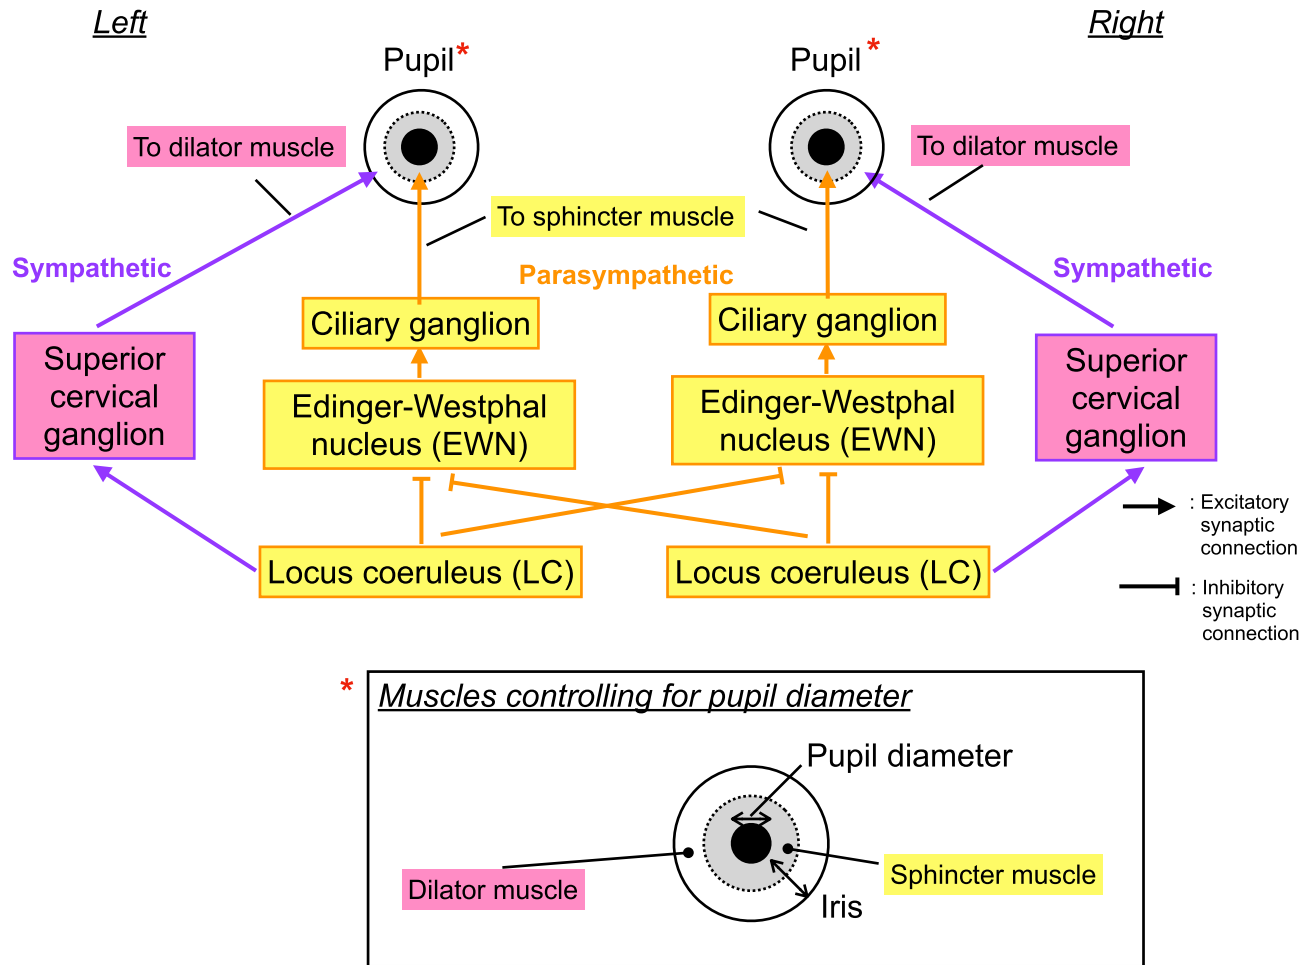 Left
Right
Pupil*
Pupil*
To dilator muscle
To dilator muscle
To sphincter muscle
Sympathetic
Parasympathetic
Sympathetic
Ciliary ganglion
Ciliary ganglion
Superior
cervical
ganglion
Edinger-Westphal
nucleus (EWN)
Edinger-Westphal
nucleus (EWN)
Superior
cervical
ganglion
Locus coeruleus (LC)
Locus coeruleus (LC)
: Excitatory
synaptic
connection
: Inhibitory
synaptic
connection
* Muscles controlling for pupil diameter
Pupil diameter
Dilator muscle
Sphincter muscle
Iris